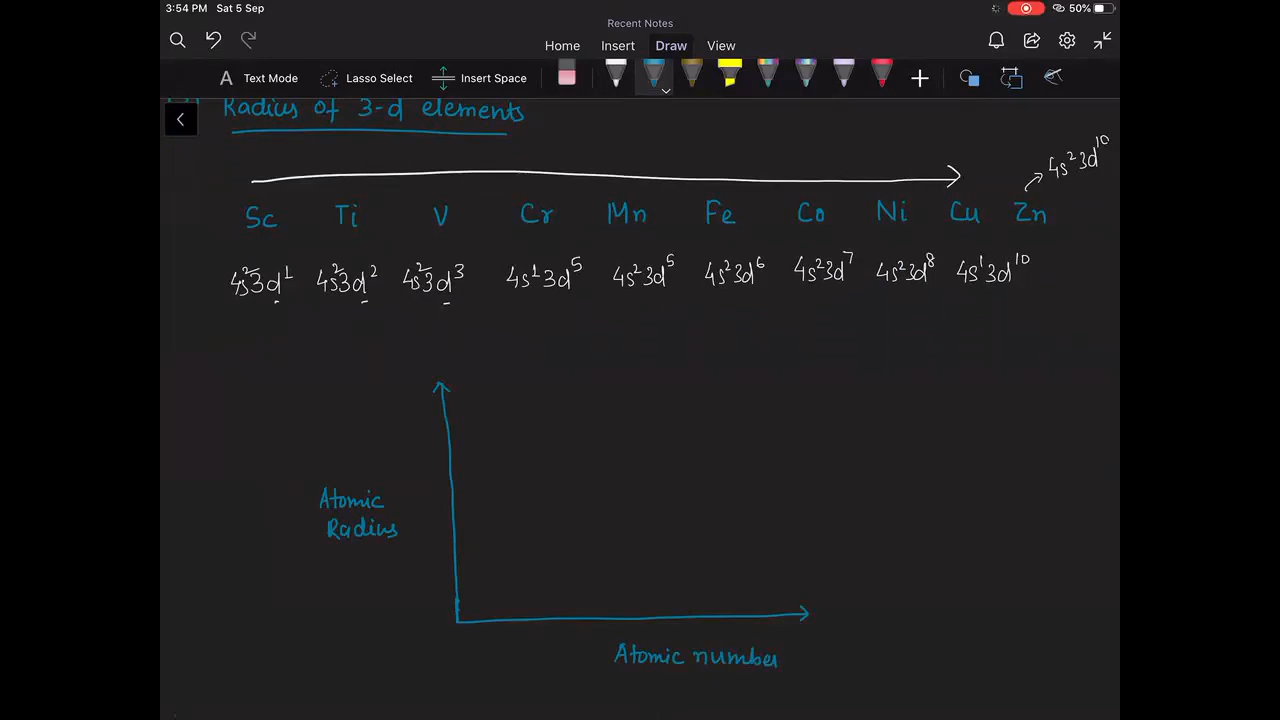 3:54 PM Sat 5 Sep
50%
Recent Notes
Home Insert Draw View
A Text Mode Lasso Select Insert Space
Radius of 3-d elements
4s²3d¹⁰
Sc Ti V Cr Mn Fe Co Ni Cu Zn
4s²3d¹ 4s²3d² 4s²3d³ 4s¹3d⁵ 4s²3d⁵ 4s²3d⁶ 4s²3d⁷ 4s²3d⁸ 4s¹3d¹⁰
Atomic
Radius
Atomic number